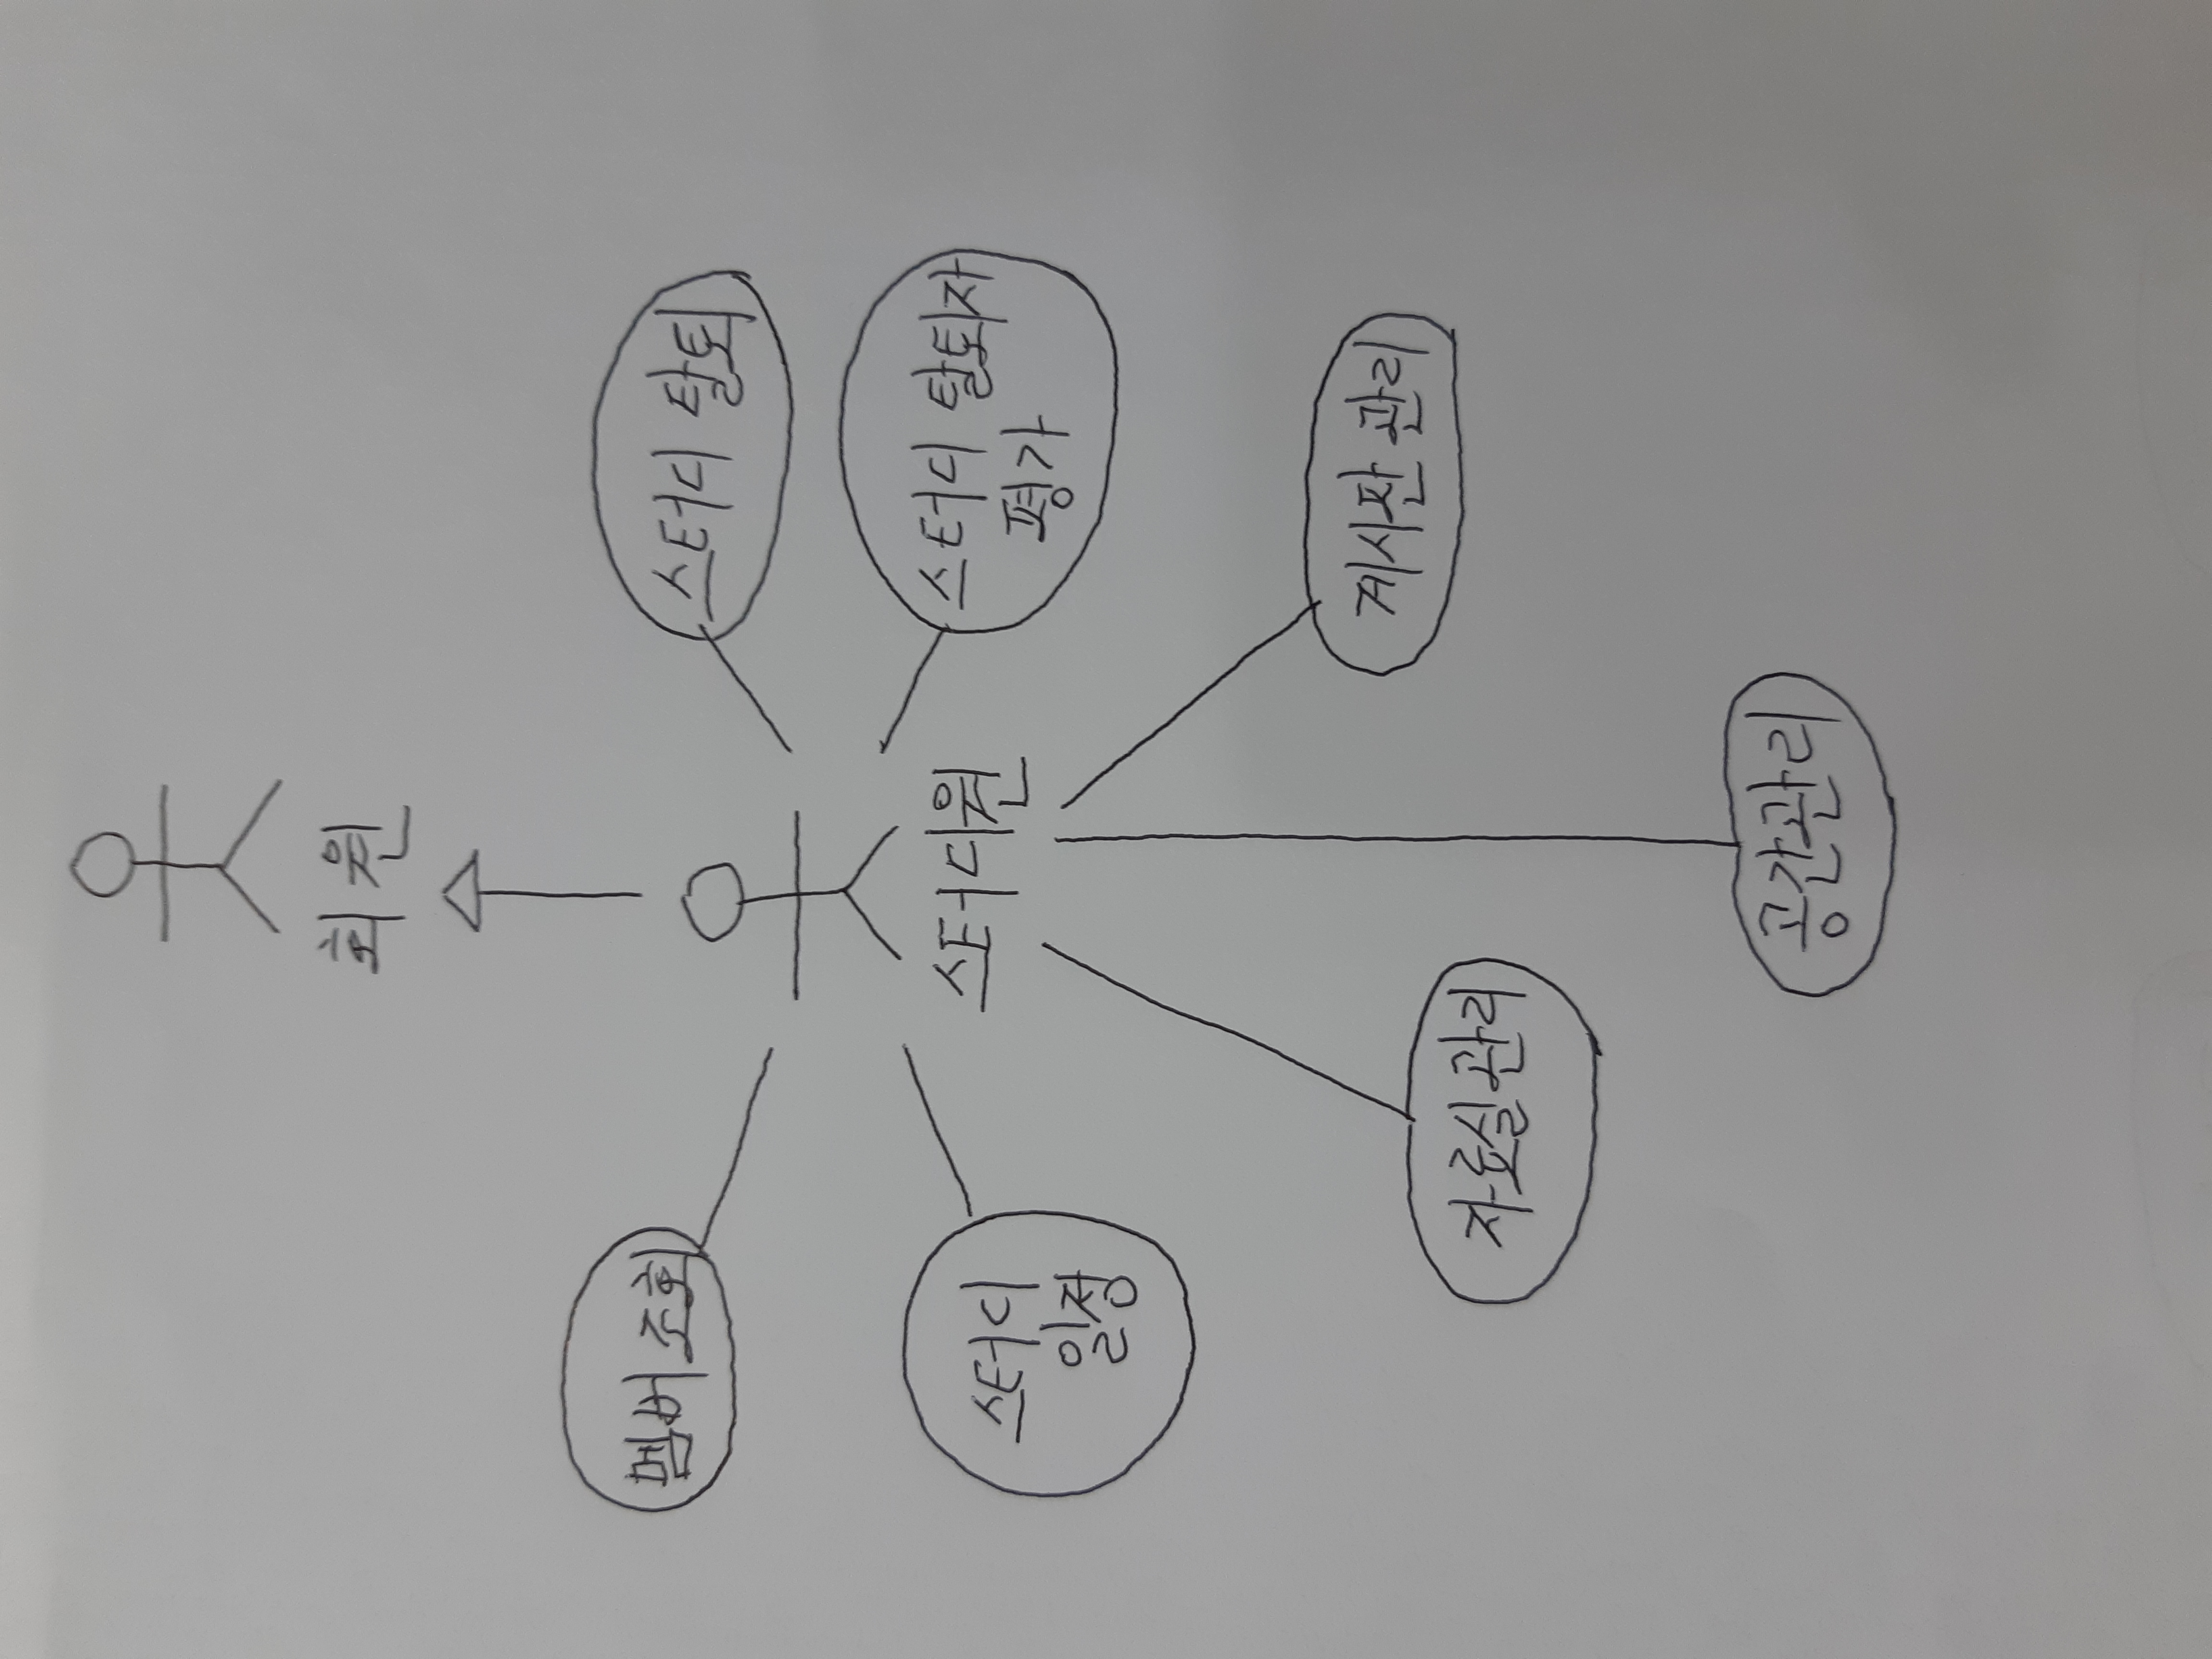 회원
멤버 조회
스터디 탈퇴
스터디원
스터디 탈퇴자
평가
스터디
일정
게시판 관리
자료실 관리
공간관리